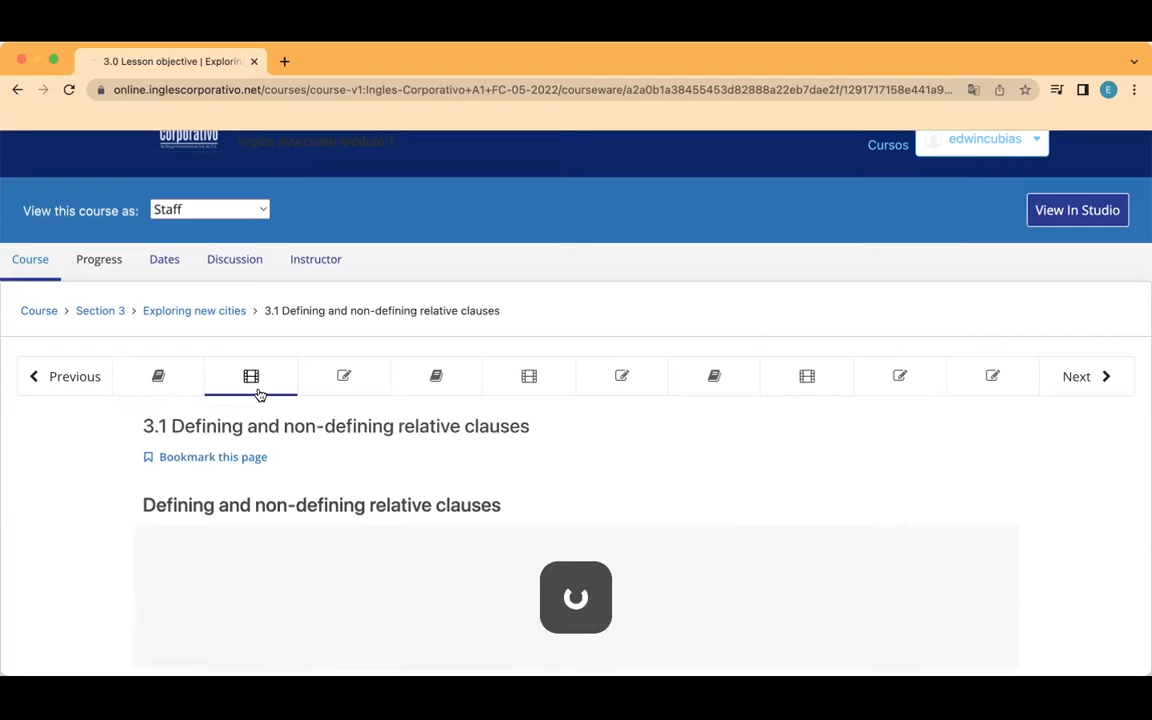 3.0 Lesson objective | Explorin
online.inglescorporativo.net/courses/course-v1:Ingles-Corporativo+A1+FC-05-2022/courseware/a2a0b1a38455453d82888a22eb7dae2f/1291717158e441a9...
E
corporativo
Cursos
edwincubias
View this course as:
Staff
View In Studio
Course
Progress
Dates
Discussion
Instructor
Course > Section 3 > Exploring new cities > 3.1 Defining and non-defining relative clauses
Previous
Next
3.1 Defining and non-defining relative clauses
Bookmark this page
Defining and non-defining relative clauses